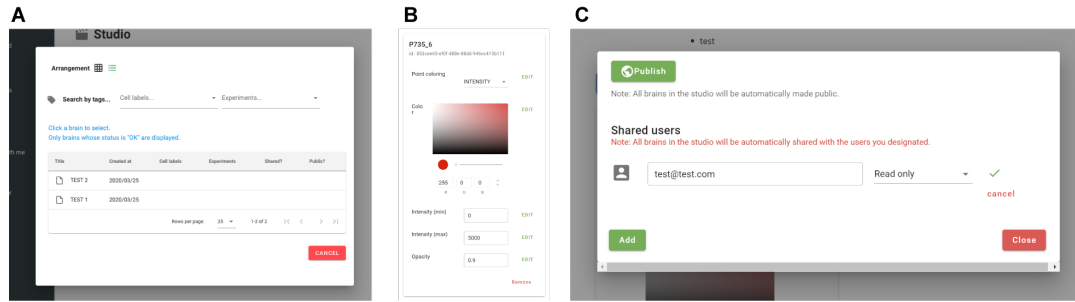 A
Studio
Arrangement
Search by tags... Cell labels... Experiments...
Click a brain to select.
Only brains whose status is "OK" are displayed.
Title Created at Cell labels Experiments Shared? Public?
TEST 2 2020/03/25
TEST 1 2020/03/25
Rows per page: 25 1-2 of 2
CANCEL
B
P735_6
Point coloring INTENSITY EDIT
Colo
r
EDIT
255 0 0
R G B
Intensity (min) 0 EDIT
Intensity (max) 5000 EDIT
Opacity 0.9 EDIT
Remove
C
test
Publish
Note: All brains in the studio will be automatically made public.
Shared users
Note: All brains in the studio will be automatically shared with the users you designated.
test@test.com Read only
cancel
Add Close